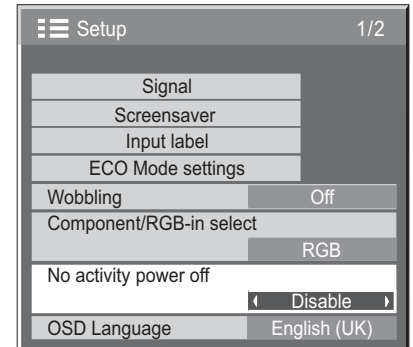 Setup 1/2
Signal
Screensaver
Input label
ECO Mode settings
Wobbling Off
Component/RGB-in select
RGB
No activity power off
Disable
OSD Language English (UK)